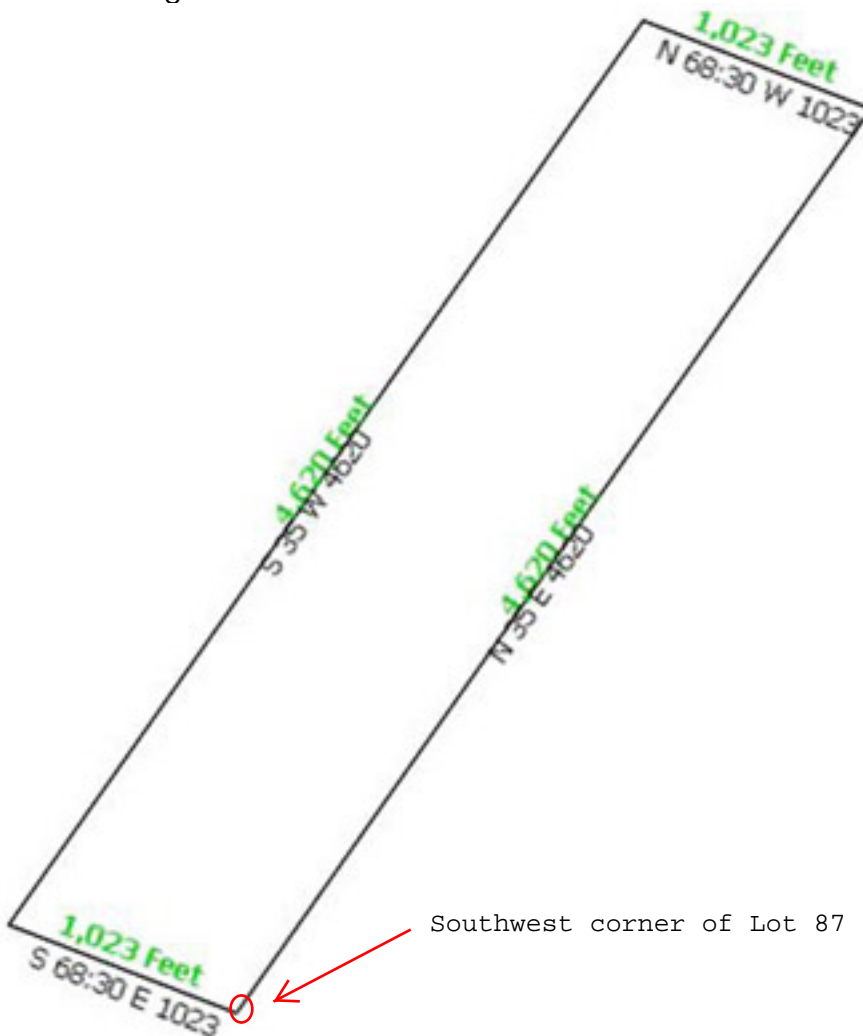 1,023 Feet
N 68:30 W 1023
4,620 Feet
S 35 W 4620
4,620 Feet
N 35 E 4620
Southwest corner of Lot 87
1,023 Feet
S 68:30 E 1023